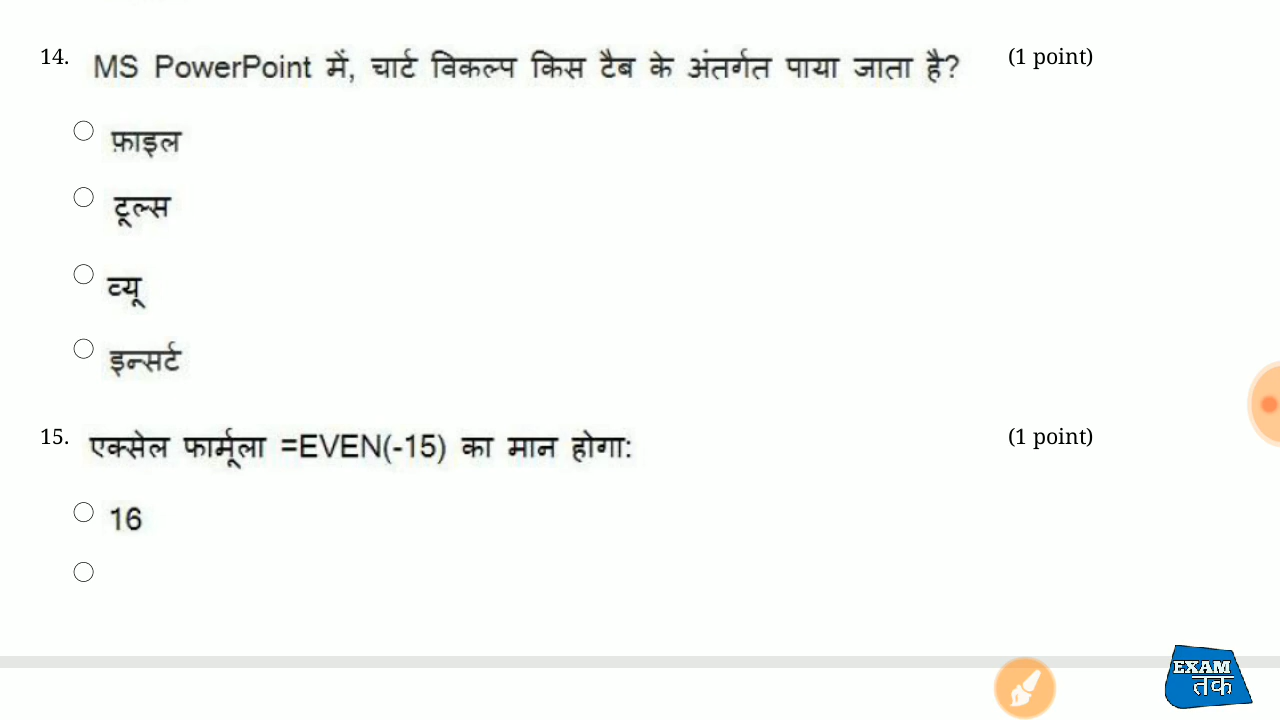 14. MS PowerPoint में, चार्ट विकल्प किस टैब के अंतर्गत पाया जाता है? (1 point)
फ़ाइल
टूल्स
व्यू
इन्सर्ट
15. एक्सेल फार्मूला =EVEN(-15) का मान होगा: (1 point)
16
EXAM
तक